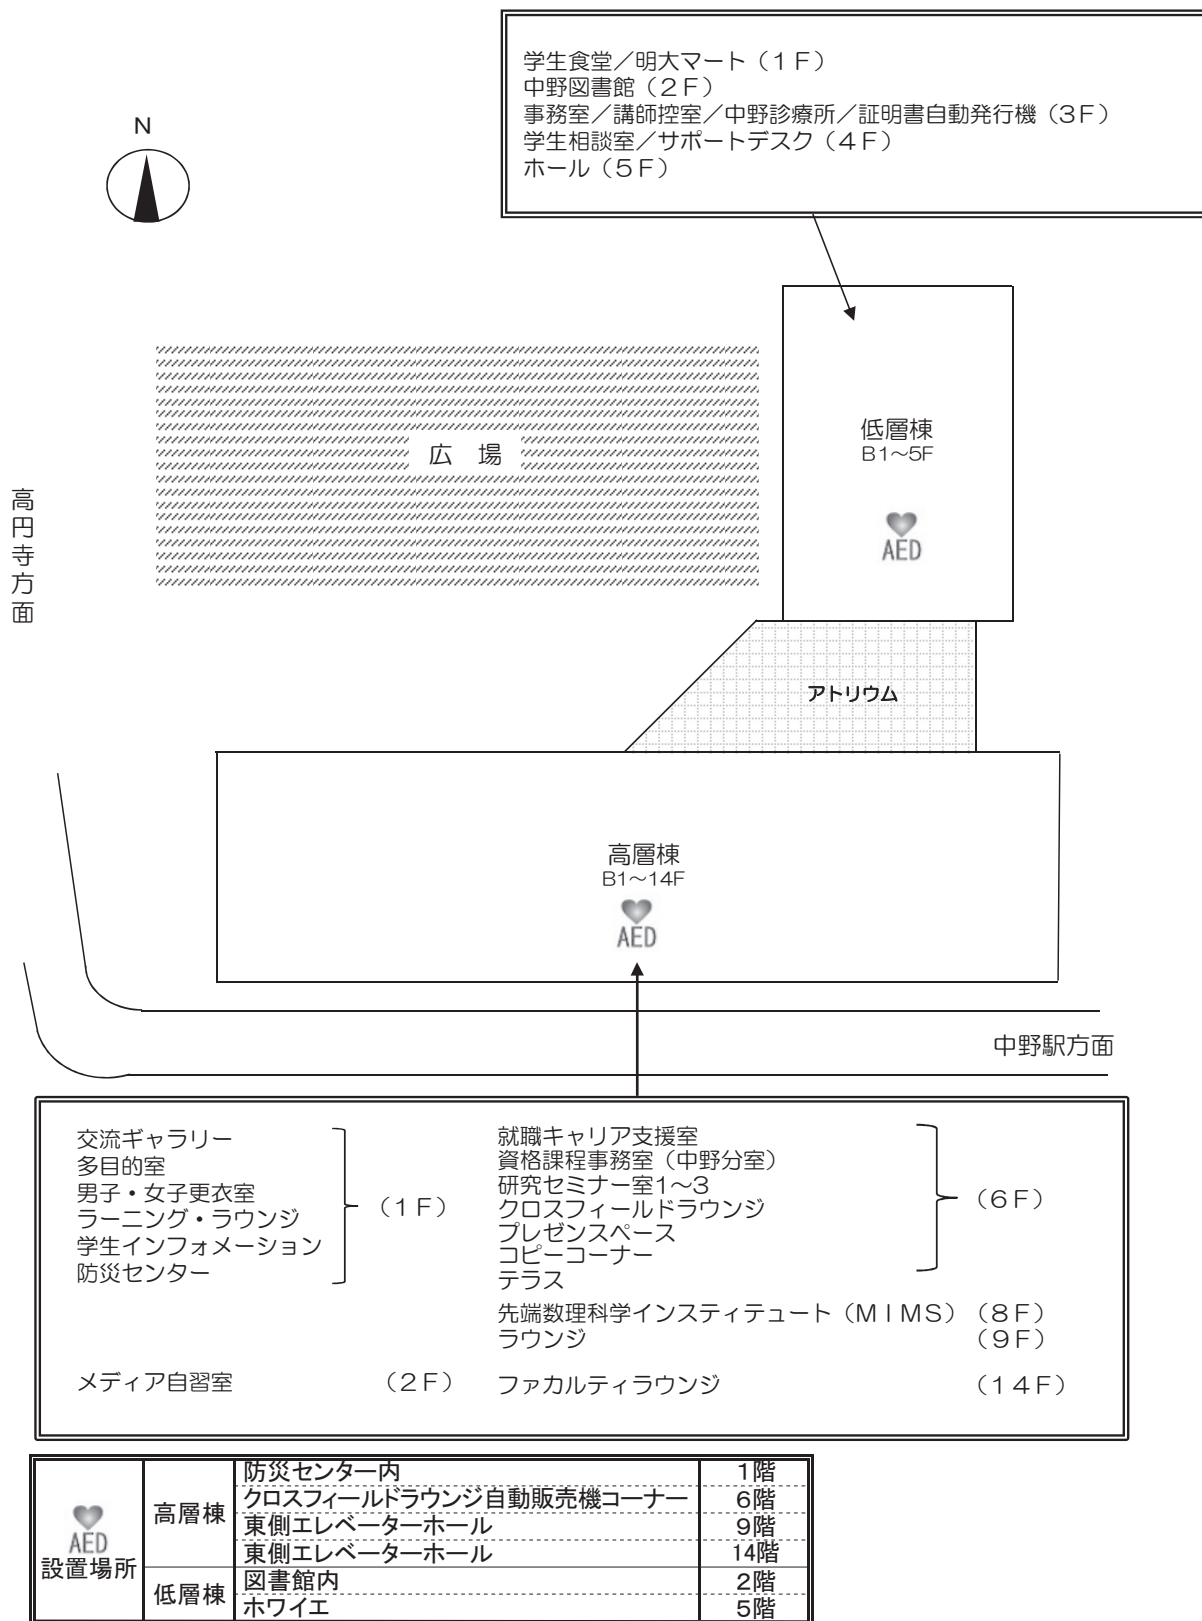 学生食堂／明大マート（１Ｆ）
中野図書館（２Ｆ）
事務室／講師控室／中野診療所／証明書自動発行機（３Ｆ）
学生相談室／サポートデスク（４Ｆ）
ホール（５Ｆ）
N
低層棟
B1～5F
AED
広　場
高円寺方面
アトリウム
高層棟
B1～14F
AED
中野駅方面
交流ギャラリー
多目的室
男子・女子更衣室
ラーニング・ラウンジ
学生インフォメーション
防災センター
（１Ｆ）
メディア自習室　（２Ｆ）
就職キャリア支援室
資格課程事務室（中野分室）
研究セミナー室1～3
クロスフィールドラウンジ
プレゼンスペース
コピーコーナー
テラス
（６Ｆ）
先端数理科学インスティテュート（ＭＩＭＳ）（８Ｆ）
ラウンジ　（９Ｆ）
ファカルティラウンジ　（１４Ｆ）
AED
設置場所
高層棟
防災センター内　1階
クロスフィールドラウンジ自動販売機コーナー　6階
東側エレベーターホール　9階
東側エレベーターホール　14階
低層棟
図書館内　2階
ホワイエ　5階